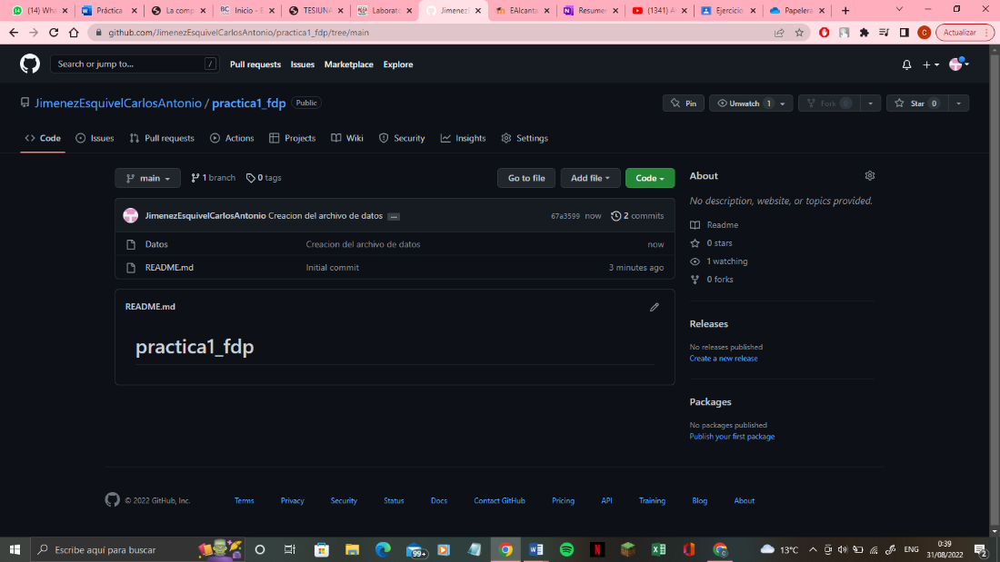 (14) Wha
Práctica
La comp
BC Inicio - E
TESIUNA
Laborato
Jimenez
EAlcanta
Resume
(1341) A
Ejercicio
Papelera
github.com/JimenezEsquivelCarlosAntonio/practica1_fdp/tree/main
C
Actualizar
Search or jump to...
/
Pull requests Issues Marketplace Explore
JimenezEsquivelCarlosAntonio / practica1_fdp Public
Pin
Unwatch 1
Fork 0
Star 0
Code Issues Pull requests Actions Projects Wiki Security Insights Settings
main
1 branch
0 tags
Go to file
Add file
Code
JimenezEsquivelCarlosAntonio Creacion del archivo de datos ...
67a3599 now
2 commits
Datos Creacion del archivo de datos now
README.md Initial commit 3 minutes ago
README.md
practica1_fdp
About
No description, website, or topics provided.
Readme
0 stars
1 watching
0 forks
Releases
No releases published
Create a new release
Packages
No packages published
Publish your first package
© 2022 GitHub, Inc. Terms Privacy Security Status Docs Contact GitHub Pricing API Training Blog About
Escribe aquí para buscar
99+
13°C
ENG
0:39
31/08/2022
2